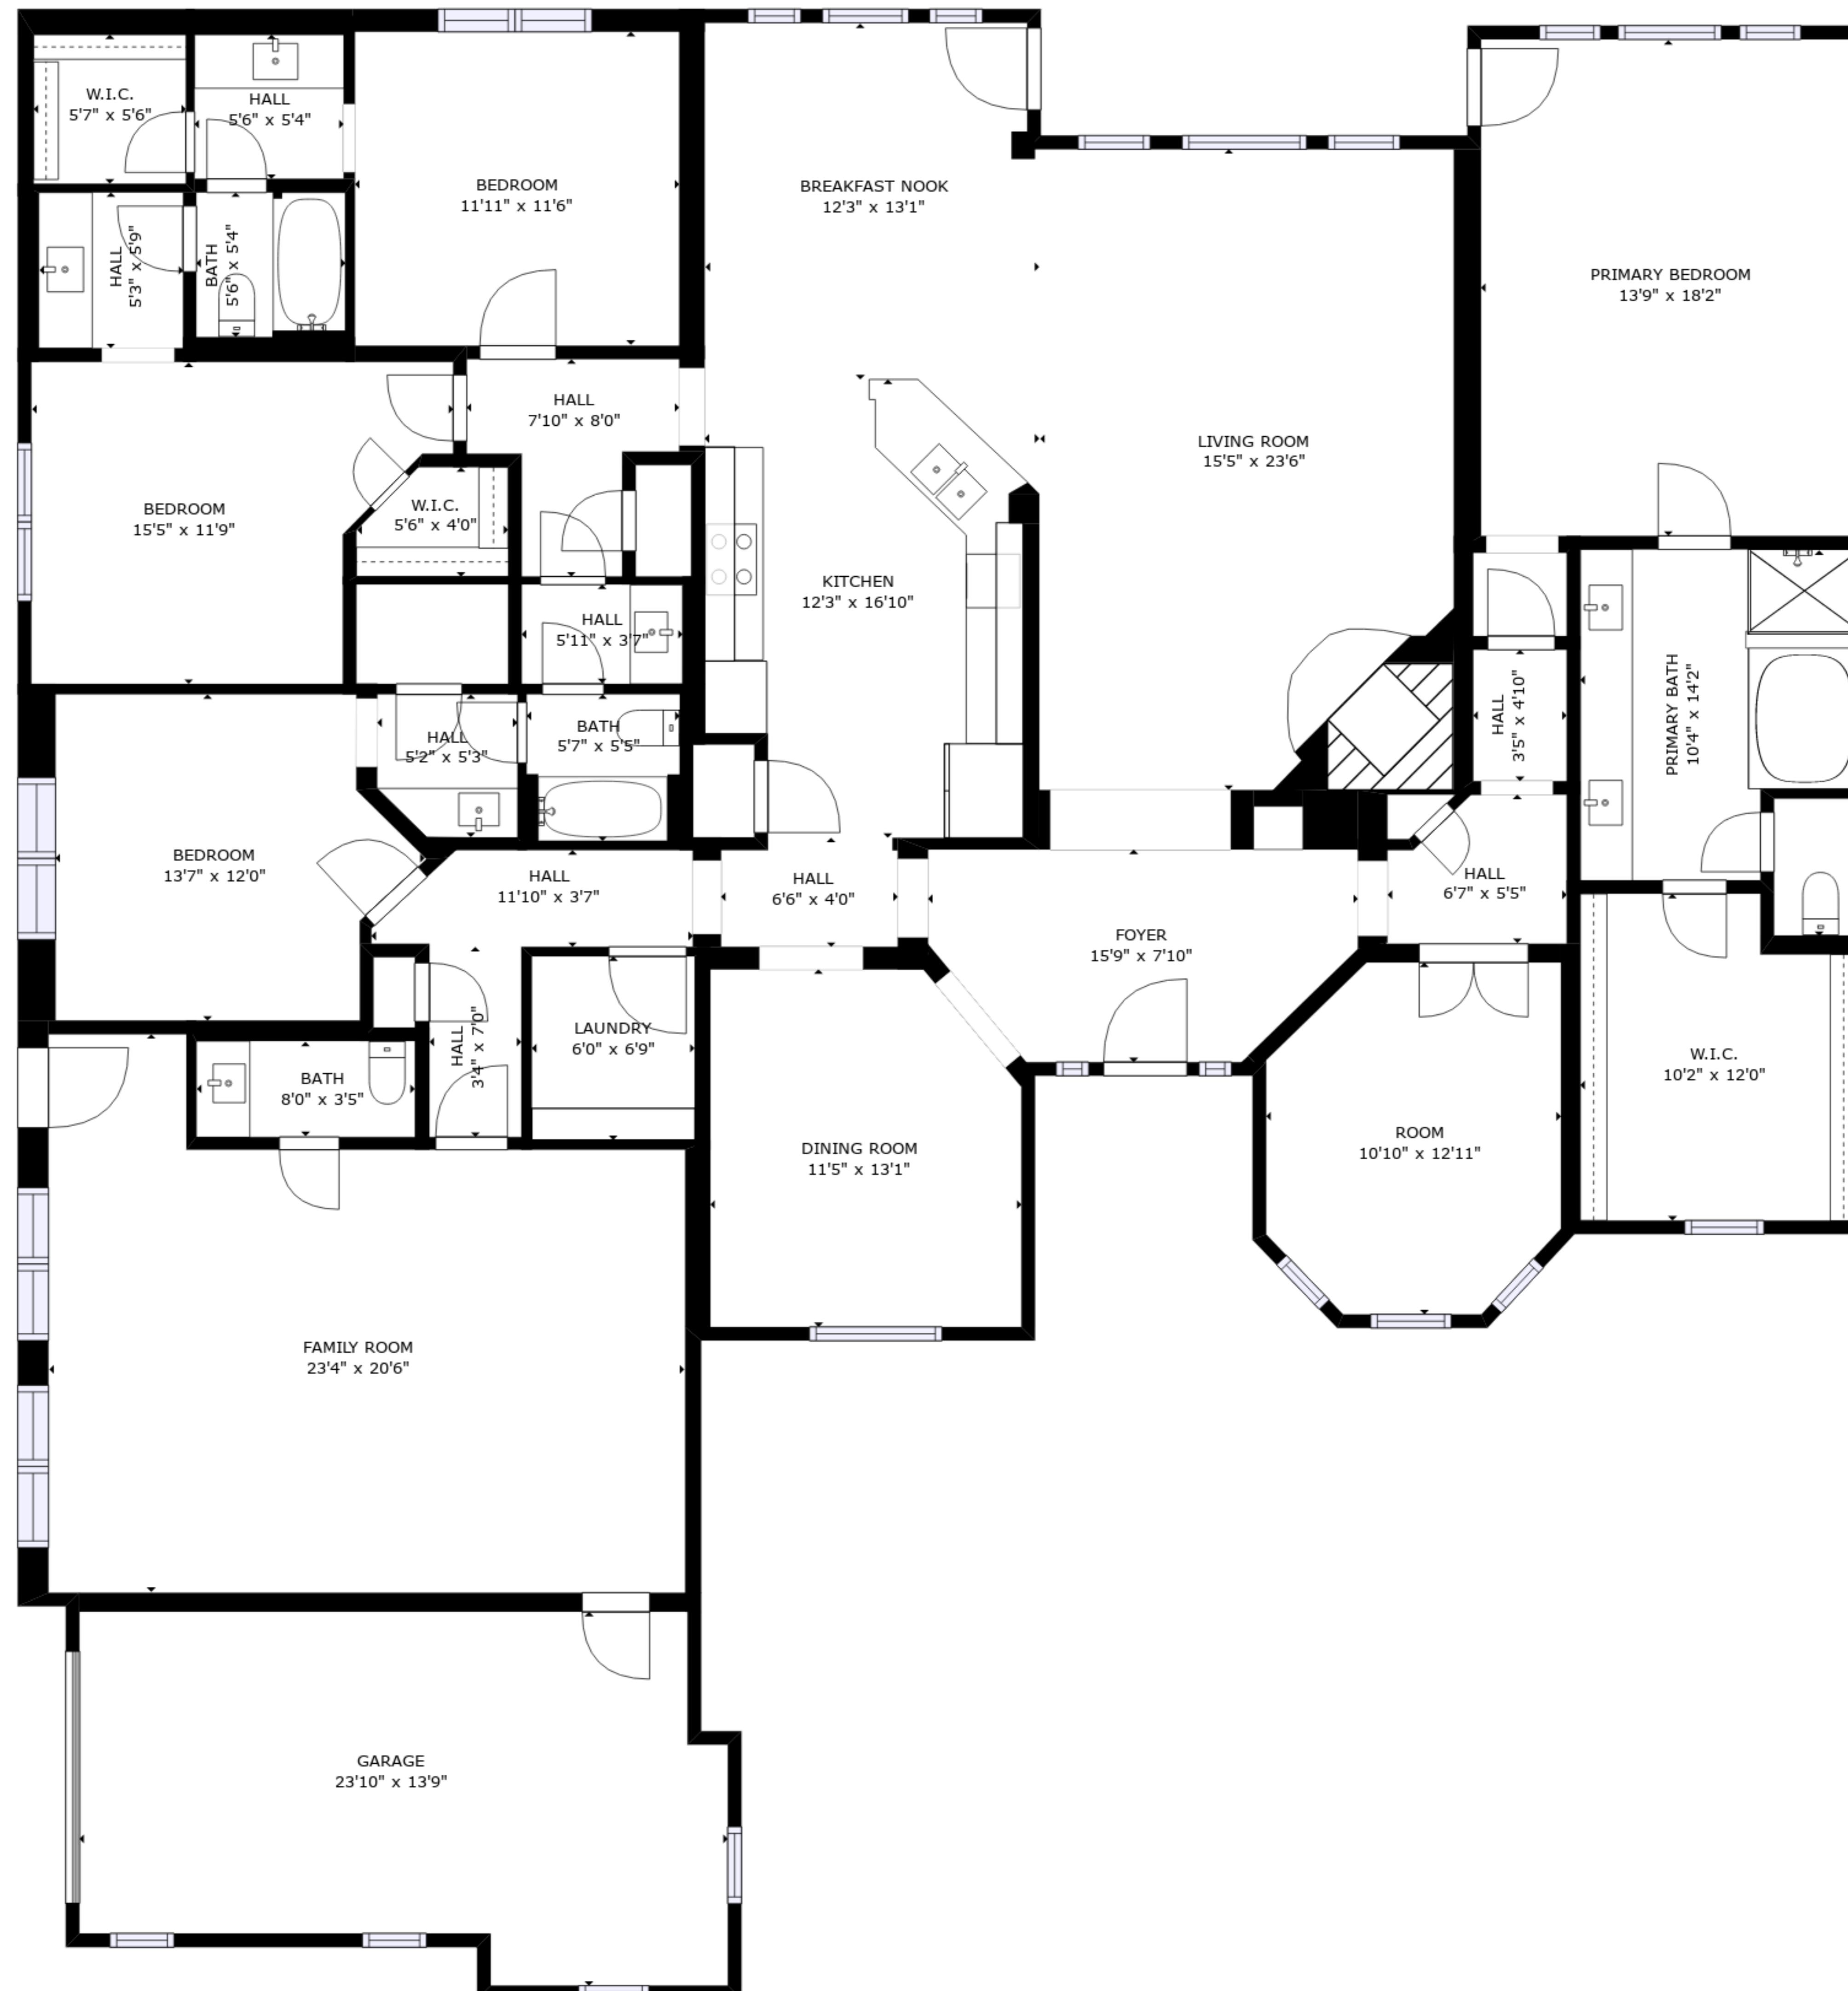 W.I.C.
5'7" x 5'6"
HALL
5'6" x 5'4"
BEDROOM
11'11" x 11'6"
BREAKFAST NOOK
12'3" x 13'1"
PRIMARY BEDROOM
13'9" x 18'2"
HALL
5'3" x 5'9"
BATH
5'6" x 5'4"
HALL
7'10" x 8'0"
LIVING ROOM
15'5" x 23'6"
BEDROOM
15'5" x 11'9"
W.I.C.
5'6" x 4'0"
KITCHEN
12'3" x 16'10"
HALL
5'11" x 3'7"
HALL
3'5" x 4'10"
PRIMARY BATH
10'4" x 14'2"
HALL
5'2" x 5'3"
BATH
5'7" x 5'5"
BEDROOM
13'7" x 12'0"
HALL
11'10" x 3'7"
HALL
6'6" x 4'0"
HALL
6'7" x 5'5"
FOYER
15'9" x 7'10"
LAUNDRY
6'0" x 6'9"
HALL
3'4" x 7'0"
W.I.C.
10'2" x 12'0"
BATH
8'0" x 3'5"
DINING ROOM
11'5" x 13'1"
ROOM
10'10" x 12'11"
FAMILY ROOM
23'4" x 20'6"
GARAGE
23'10" x 13'9"